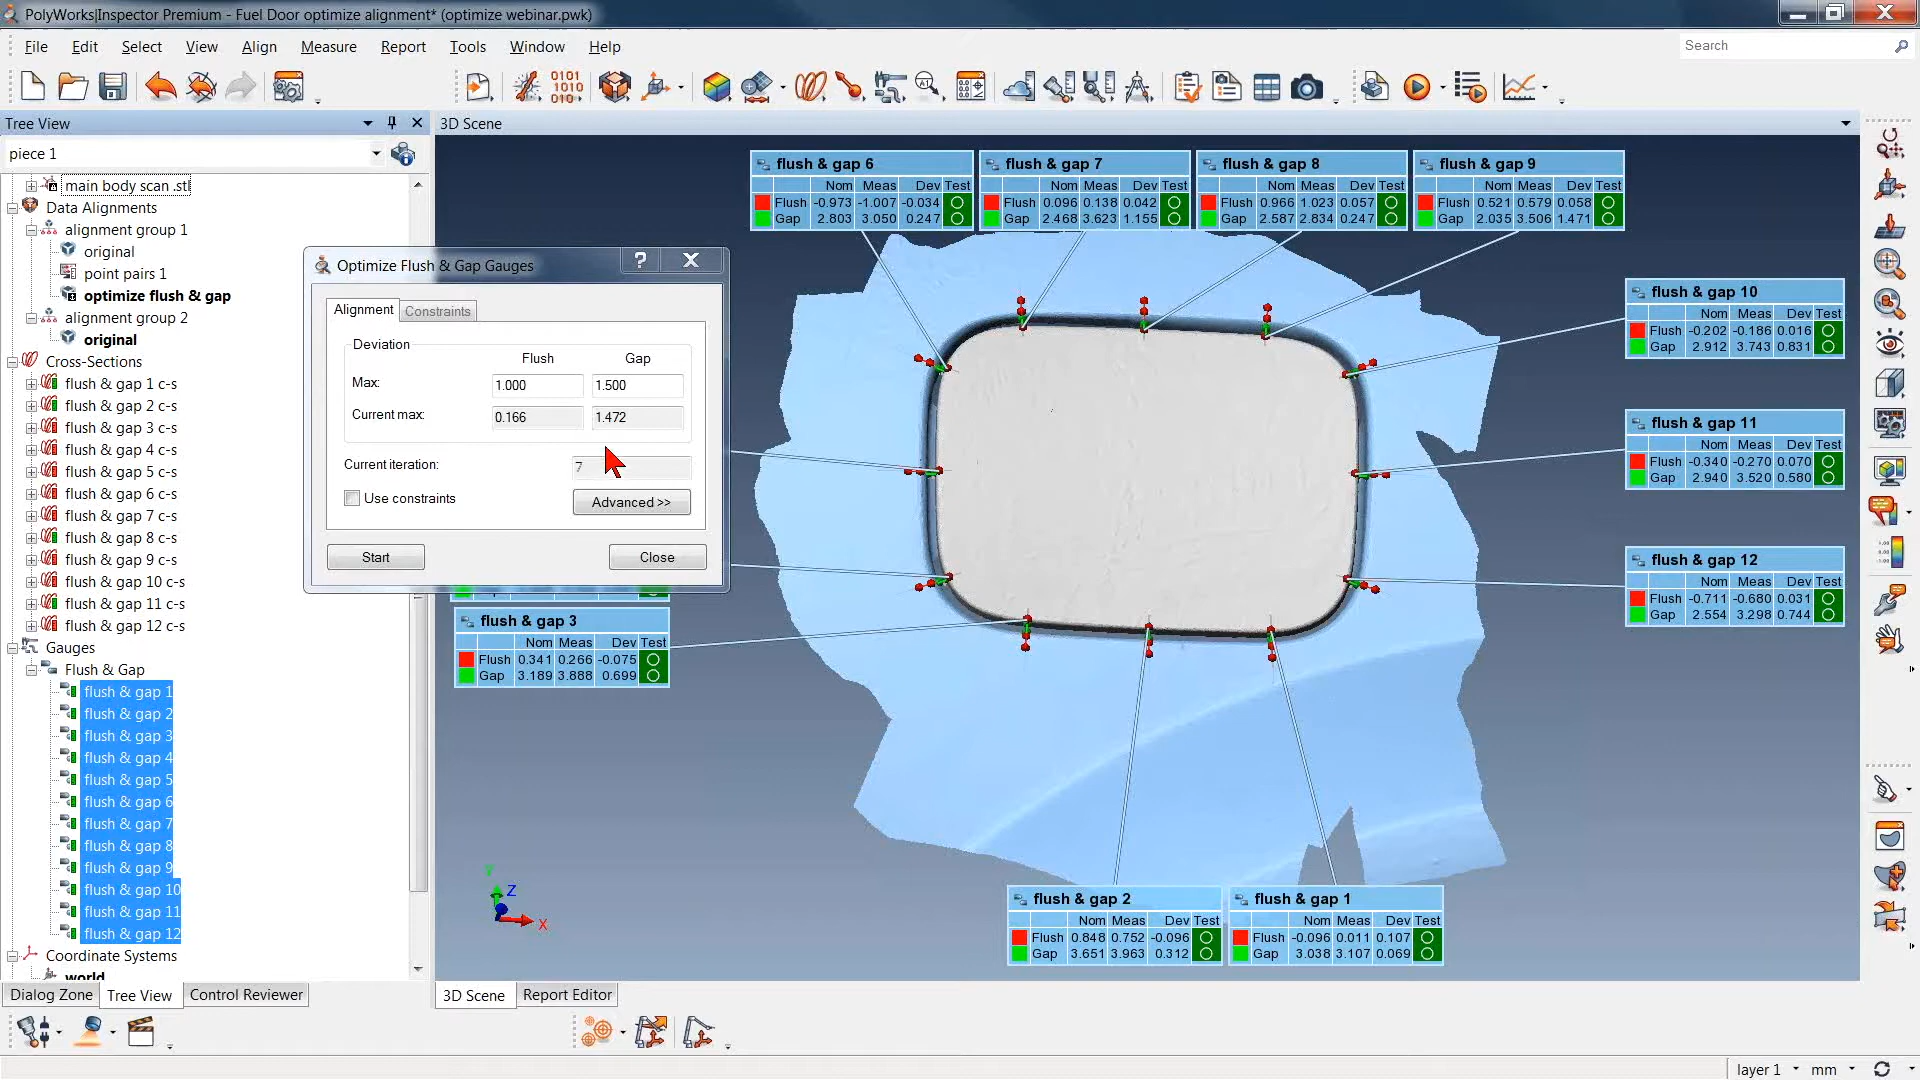 PolyWorks|Inspector Premium - Fuel Door optimize alignment* (optimize webinar.pwk)
File Edit Select View Align Measure Report Tools Window Help
Search
Tree View
3D Scene
piece 1
main body scan .stl
Data Alignments
alignment group 1
original
point pairs 1
optimize flush & gap
alignment group 2
original
Cross-Sections
flush & gap 1 c-s
flush & gap 2 c-s
flush & gap 3 c-s
flush & gap 4 c-s
flush & gap 5 c-s
flush & gap 6 c-s
flush & gap 7 c-s
flush & gap 8 c-s
flush & gap 9 c-s
flush & gap 10 c-s
flush & gap 11 c-s
flush & gap 12 c-s
Gauges
Flush & Gap
flush & gap 1
flush & gap 2
flush & gap 3
flush & gap 4
flush & gap 5
flush & gap 6
flush & gap 7
flush & gap 8
flush & gap 9
flush & gap 10
flush & gap 11
flush & gap 12
Coordinate Systems
world
Dialog Zone Tree View Control Reviewer
Optimize Flush & Gap Gauges
Alignment Constraints
Deviation
Flush Gap
Max: 1.000 1.500
Current max: 0.166 1.472
Current iteration: 7
Use constraints
Advanced >>
Start Close
flush & gap 6
Nom Meas Dev Test
Flush -0.973 -1.007 -0.034
Gap 2.803 3.050 0.247
flush & gap 7
Nom Meas Dev Test
Flush 0.096 0.138 0.042
Gap 2.468 3.623 1.155
flush & gap 8
Nom Meas Dev Test
Flush 0.966 1.023 0.057
Gap 2.587 2.834 0.247
flush & gap 9
Nom Meas Dev Test
Flush 0.521 0.579 0.058
Gap 2.035 3.506 1.471
flush & gap 10
Nom Meas Dev Test
Flush -0.202 -0.186 0.016
Gap 2.912 3.743 0.831
flush & gap 11
Nom Meas Dev Test
Flush -0.340 -0.270 0.070
Gap 2.940 3.520 0.580
flush & gap 12
Nom Meas Dev Test
Flush -0.711 -0.680 0.031
Gap 2.554 3.298 0.744
flush & gap 3
Nom Meas Dev Test
Flush 0.341 0.266 -0.075
Gap 3.189 3.888 0.699
flush & gap 2
Nom Meas Dev Test
Flush 0.848 0.752 -0.096
Gap 3.651 3.963 0.312
flush & gap 1
Nom Meas Dev Test
Flush -0.096 0.011 0.107
Gap 3.038 3.107 0.069
Y
Z
X
3D Scene Report Editor
layer 1 mm